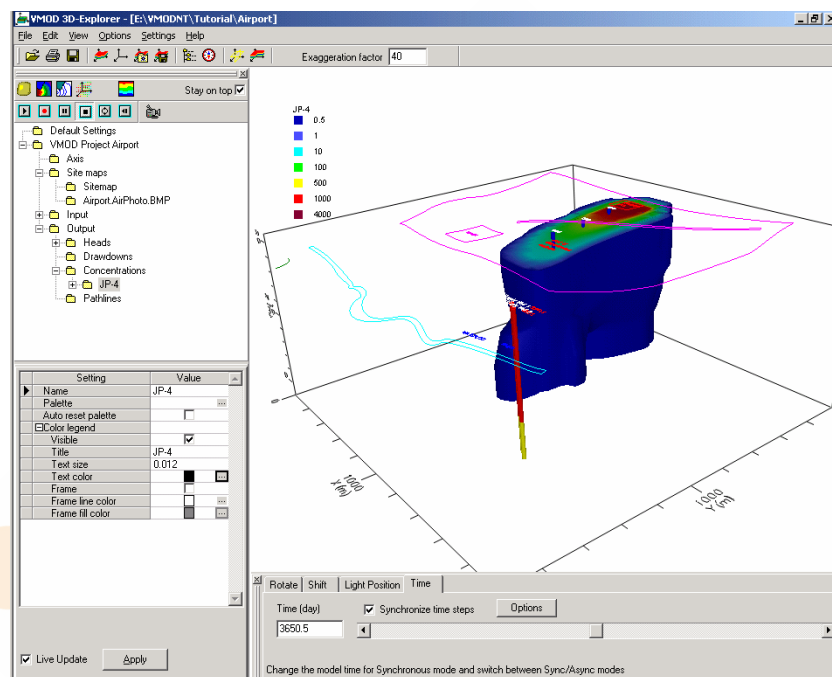 VMOD 3D-Explorer - [E:\VMODNT\Tutorial\Airport]
File Edit View Options Settings Help
Exaggeration factor 40
Stay on top
Default Settings
VMOD Project Airport
Axis
Site maps
Sitemap
Airport.AirPhoto.BMP
Input
Output
Heads
Drawdowns
Concentrations
JP-4
Pathlines
Setting Value
Name JP-4
Palette ...
Auto reset palette
Color legend
Visible
Title JP-4
Text size 0.012
Text color ...
Frame
Frame line color ...
Frame fill color ...
Live Update Apply
JP-4
0.5
1
10
100
500
1000
4000
0
1000
X (m)
1000
Y (m)
Rotate Shift Light Position Time
Time (day) Synchronize time steps Options
3650.5
Change the model time for Synchronous mode and switch between Sync/Async modes